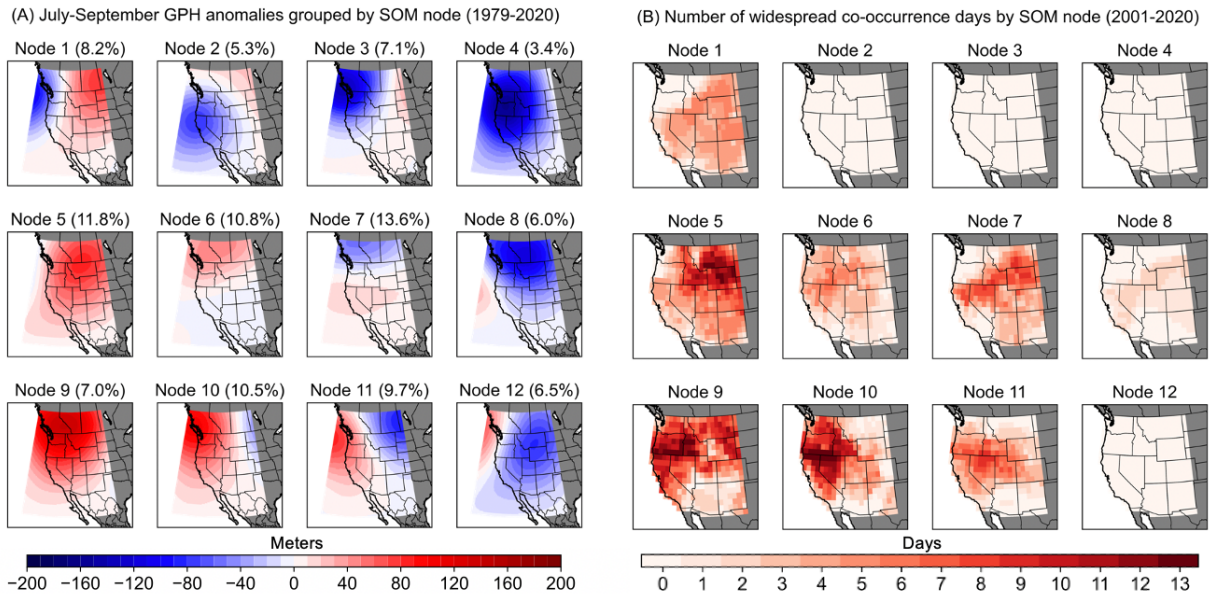 (A) July-September GPH anomalies grouped by SOM node (1979-2020)
(B) Number of widespread co-occurrence days by SOM node (2001-2020)
Node 1 (8.2%) Node 2 (5.3%) Node 3 (7.1%) Node 4 (3.4%)
Node 1 Node 2 Node 3 Node 4
Node 5 (11.8%) Node 6 (10.8%) Node 7 (13.6%) Node 8 (6.0%)
Node 5 Node 6 Node 7 Node 8
Node 9 (7.0%) Node 10 (10.5%) Node 11 (9.7%) Node 12 (6.5%)
Node 9 Node 10 Node 11 Node 12
Meters
−200 −160 −120 −80 −40 0 40 80 120 160 200
Days
0 1 2 3 4 5 6 7 8 9 10 11 12 13